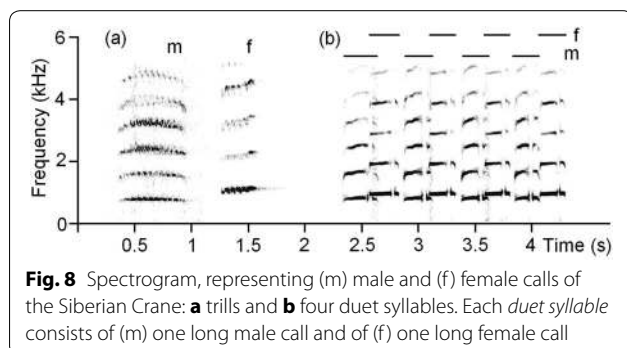 6
(a)
m
f
(b)
f
m
Frequency (kHz)
4
2
0
0.5 1 1.5 2 2.5 3 3.5 4 Time (s)
Fig. 8 Spectrogram, representing (m) male and (f) female calls of
the Siberian Crane: a trills and b four duet syllables. Each duet syllable
consists of (m) one long male call and of (f) one long female call